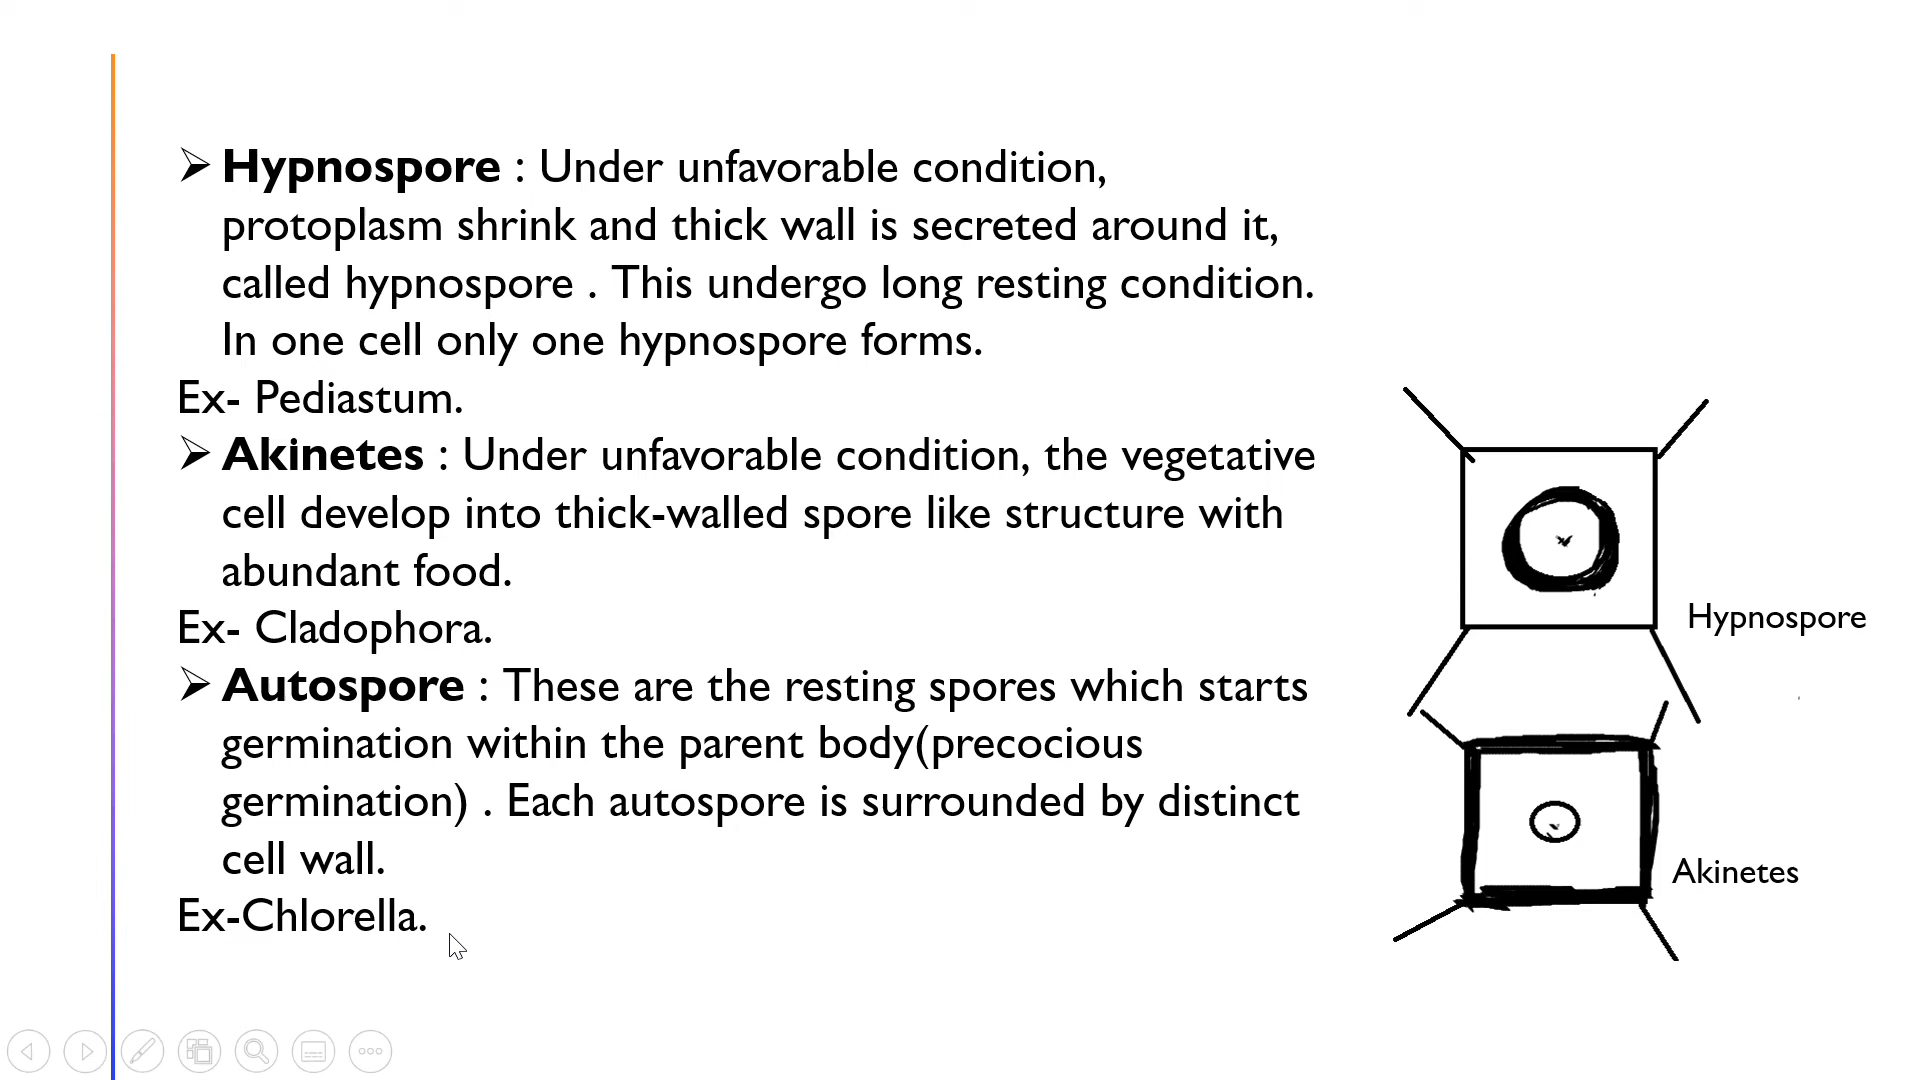 ➢ Hypnospore : Under unfavorable condition,
protoplasm shrink and thick wall is secreted around it,
called hypnospore . This undergo long resting condition.
In one cell only one hypnospore forms.
Ex- Pediastum.
➢ Akinetes : Under unfavorable condition, the vegetative
cell develop into thick-walled spore like structure with
abundant food.
Ex- Cladophora.
➢ Autospore : These are the resting spores which starts
germination within the parent body(precocious
germination) . Each autospore is surrounded by distinct
cell wall.
Ex-Chlorella.
Hypnospore
Akinetes